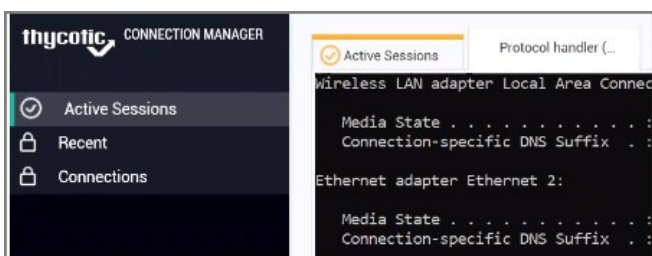 thycotic CONNECTION MANAGER
Active Sessions
Recent
Connections
Active Sessions
Protocol handler (...
Wireless LAN adapter Local Area Connec
Media State . . . . . . . . . . . :
Connection-specific DNS Suffix  . :
Ethernet adapter Ethernet 2:
Media State . . . . . . . . . . . :
Connection-specific DNS Suffix  . :